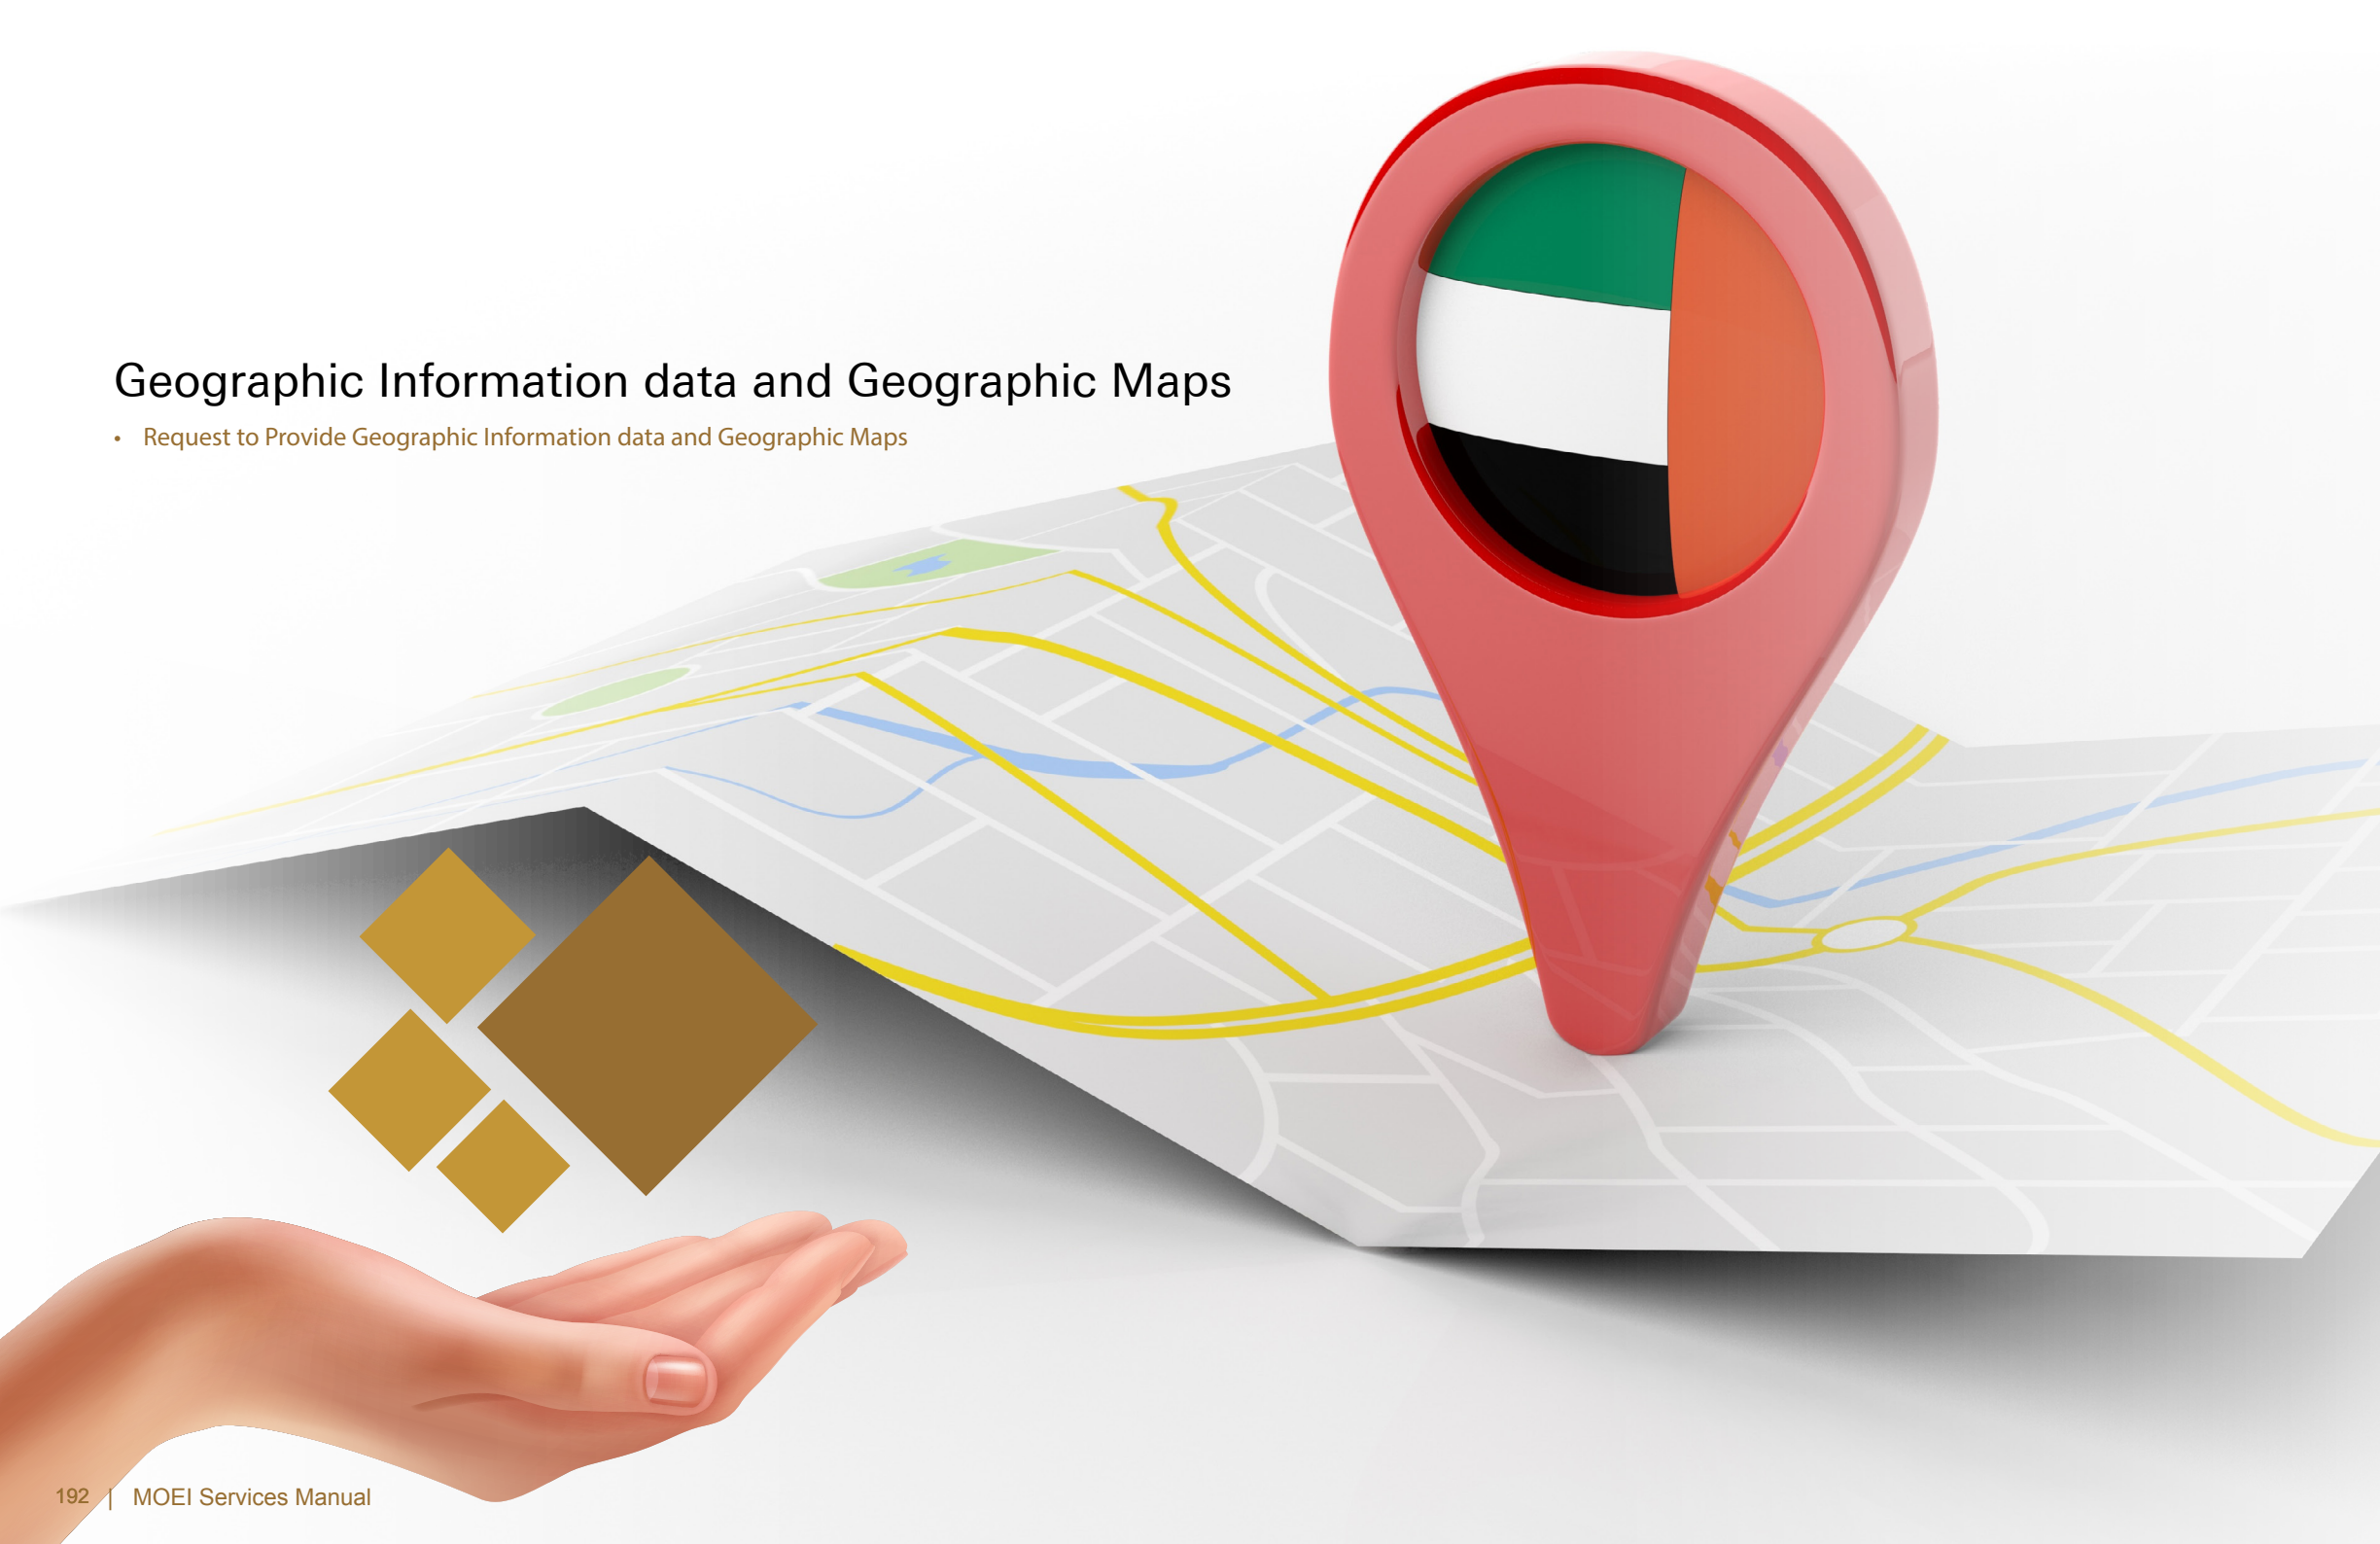 Geographic Information data and Geographic Maps
• Request to Provide Geographic Information data and Geographic Maps
192 | MOEI Services Manual